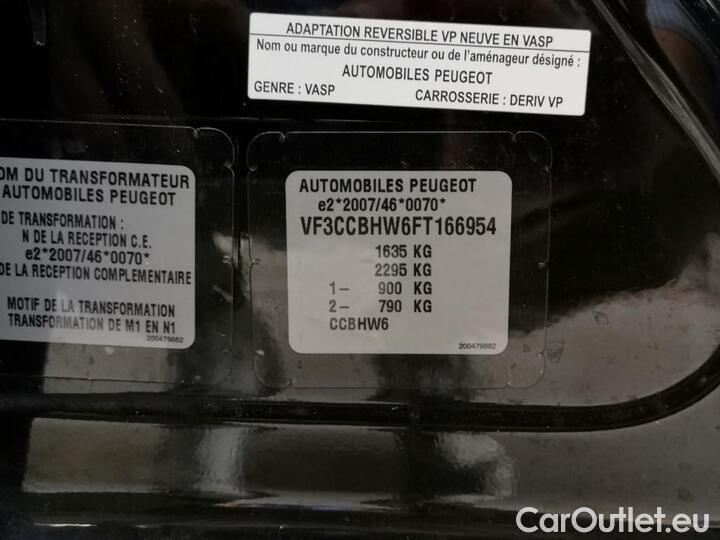 ADAPTATION REVERSIBLE VP NEUVE EN VASP
Nom ou marque du constructeur ou de l'aménageur désigné :
AUTOMOBILES PEUGEOT
GENRE : VASP CARROSSERIE : DERIV VP
OM DU TRANSFORMATEUR
AUTOMOBILES PEUGEOT
DE TRANSFORMATION :
N DE LA RECEPTION C.E.
e2*2007/46*0070*
DE LA RECEPTION COMPLEMENTAIRE
MOTIF DE LA TRANSFORMATION
TRANSFORMATION DE M1 EN N1
200479862
AUTOMOBILES PEUGEOT
e2*2007/46*0070*
VF3CCBHW6FT166954
1635 KG
2295 KG
1– 900 KG
2– 790 KG
CCBHW6
200479862
CarOutlet.eu